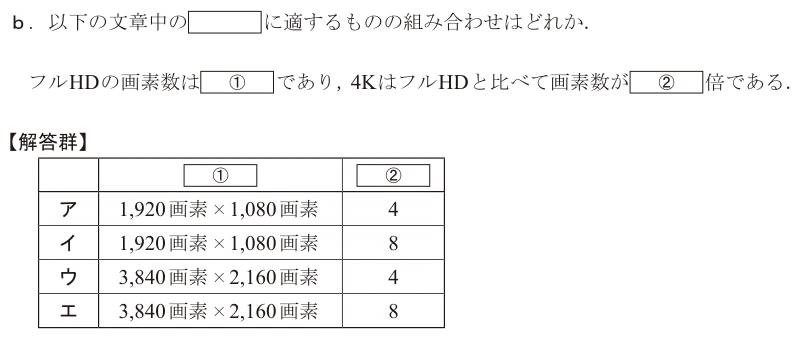 b．以下の文章中の に適するものの組み合わせはどれか．
フルHDの画素数は ① であり，4KはフルHDと比べて画素数が ② 倍である．
【解答群】
① ②
ア 1,920画素×1,080画素 4
イ 1,920画素×1,080画素 8
ウ 3,840画素×2,160画素 4
エ 3,840画素×2,160画素 8